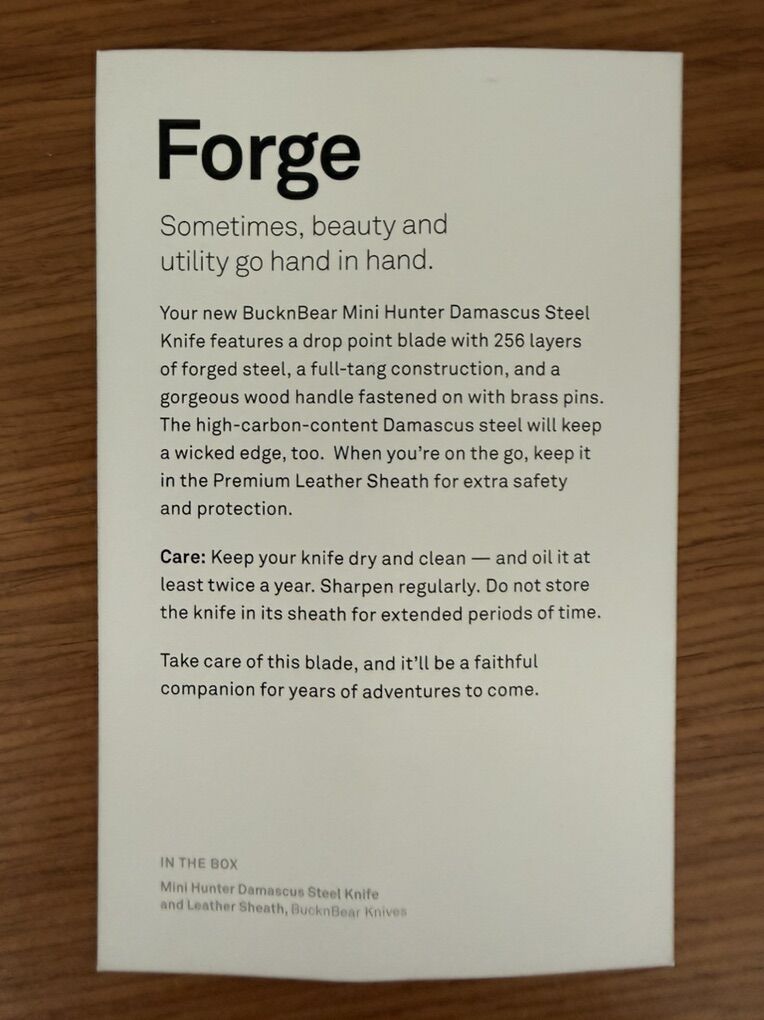 Forge
Sometimes, beauty and
utility go hand in hand.
Your new BucknBear Mini Hunter Damascus Steel
Knife features a drop point blade with 256 layers
of forged steel, a full-tang construction, and a
gorgeous wood handle fastened on with brass pins.
The high-carbon-content Damascus steel will keep
a wicked edge, too.  When you're on the go, keep it
in the Premium Leather Sheath for extra safety
and protection.
Care: Keep your knife dry and clean — and oil it at
least twice a year. Sharpen regularly. Do not store
the knife in its sheath for extended periods of time.
Take care of this blade, and it'll be a faithful
companion for years of adventures to come.
IN THE BOX
Mini Hunter Damascus Steel Knife
and Leather Sheath, BucknBear Knives